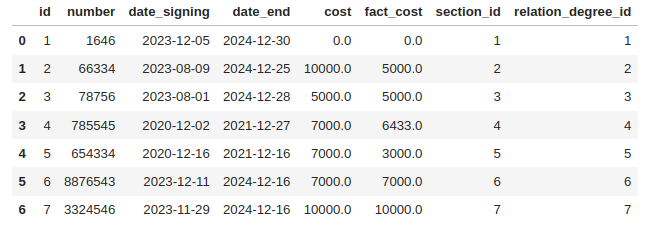 id number date_signing date_end cost fact_cost section_id relation_degree_id
0 1 1646 2023-12-05 2024-12-30 0.0 0.0 1 1
1 2 66334 2023-08-09 2024-12-25 10000.0 5000.0 2 2
2 3 78756 2023-08-01 2024-12-28 5000.0 5000.0 3 3
3 4 785545 2020-12-02 2021-12-27 7000.0 6433.0 4 4
4 5 654334 2020-12-16 2021-12-16 7000.0 3000.0 5 5
5 6 8876543 2023-12-11 2024-12-16 7000.0 7000.0 6 6
6 7 3324546 2023-11-29 2024-12-16 10000.0 10000.0 7 7